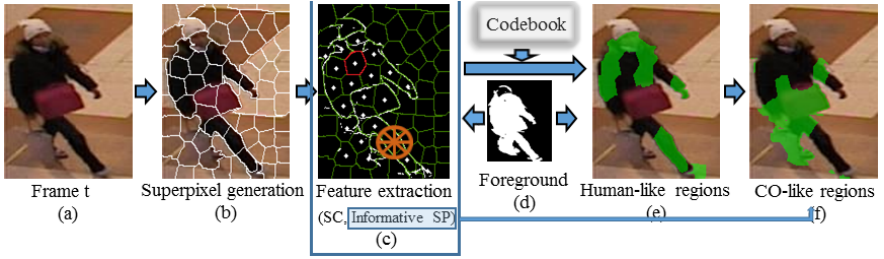 Codebook
Frame t
(a)
Superpixel generation
(b)
Feature extraction
(SC, Informative SP)
(c)
Foreground
(d)
Human-like regions
(e)
CO-like regions
(f)